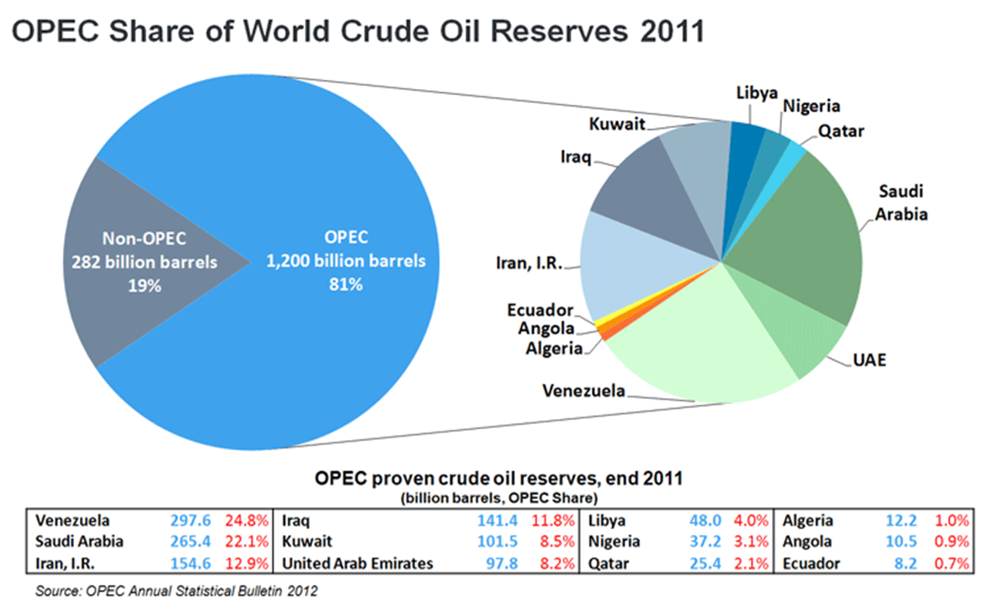 OPEC Share of World Crude Oil Reserves 2011
Non-OPEC
282 billion barrels
19%
OPEC
1,200 billion barrels
81%
Libya
Nigeria
Qatar
Saudi
Arabia
UAE
Venezuela
Algeria
Angola
Ecuador
Iran, I.R.
Iraq
Kuwait
OPEC proven crude oil reserves, end 2011
(billion barrels, OPEC Share)
Venezuela 297.6 24.8% Iraq 141.4 11.8% Libya 48.0 4.0% Algeria 12.2 1.0%
Saudi Arabia 265.4 22.1% Kuwait 101.5 8.5% Nigeria 37.2 3.1% Angola 10.5 0.9%
Iran, I.R. 154.6 12.9% United Arab Emirates 97.8 8.2% Qatar 25.4 2.1% Ecuador 8.2 0.7%
Source: OPEC Annual Statistical Bulletin 2012